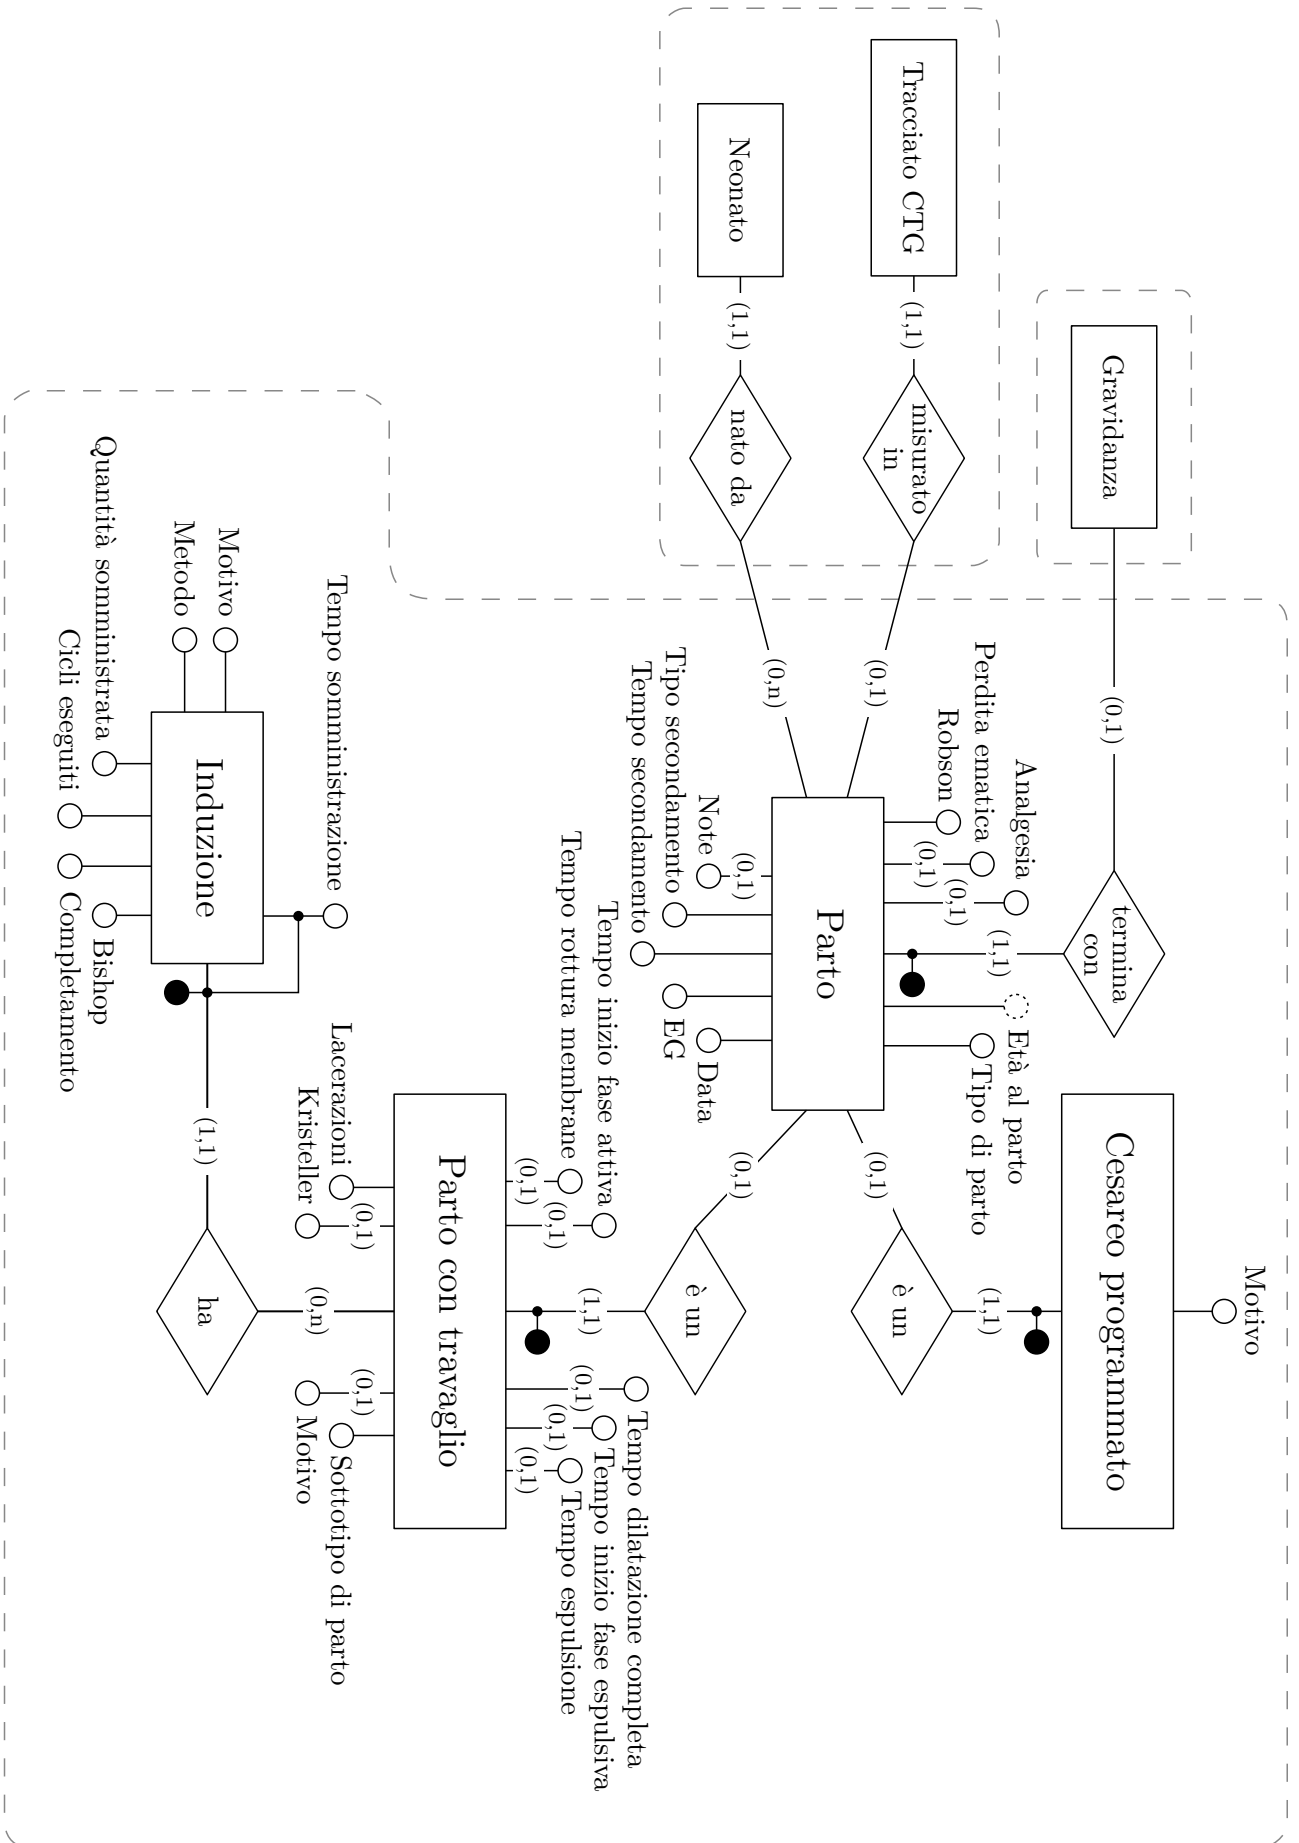 Tracciato CTG
(1,1)
misurato
in
(0,1)
Neonato
(1,1)
nato da
(0,n)
Gravidanza
(0,1)
termina
con
(1,1)
Parto
Robson
Perdita ematica
(0,1)
Analgesia
(0,1)
Età al parto
Tipo di parto
Note
(0,1)
Tipo secondamento
Tempo secondamento
EG
Data
(0,1)
è un
(1,1)
Cesareo programmato
Motivo
(0,1)
è un
(1,1)
Parto con travaglio
Tempo rottura membrane
(0,1)
Tempo inizio fase attiva
(0,1)
Tempo dilatazione completa
(0,1)
Tempo inizio fase espulsiva
(0,1)
Tempo espulsione
(0,1)
Lacerazioni
Kristeller
(0,1)
Motivo
(0,1)
Sottotipo di parto
(0,n)
ha
(1,1)
Induzione
Tempo somministrazione
Motivo
Metodo
Quantità somministrata
Cicli eseguiti
Completamento
Bishop